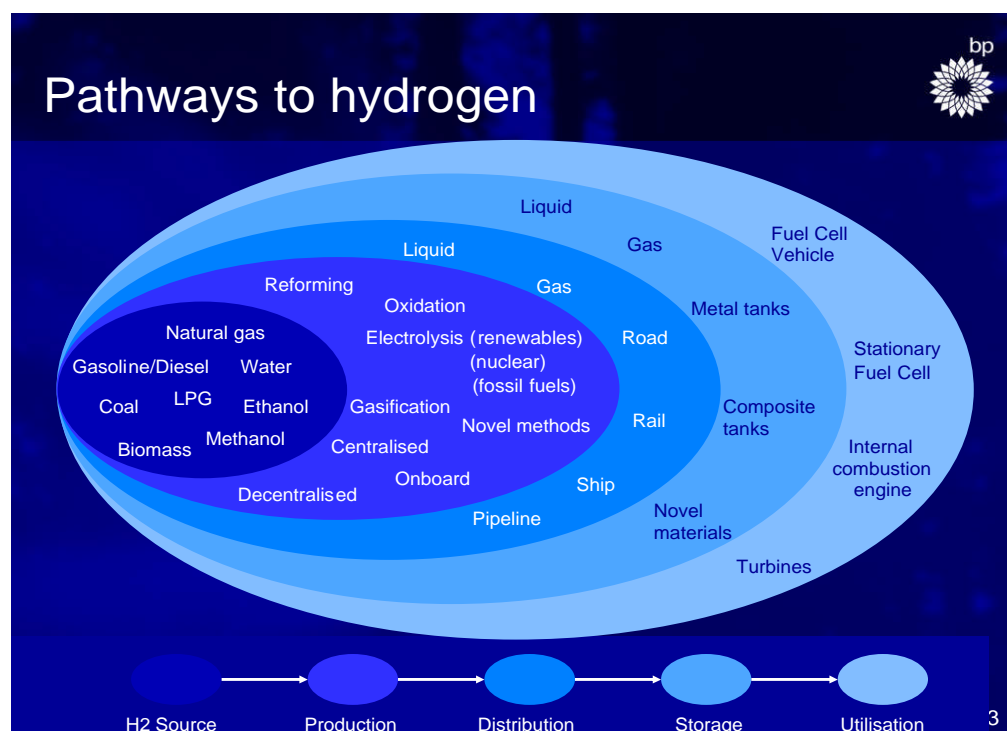 bp
Pathways to hydrogen
Liquid
Gas
Fuel Cell
Vehicle
Liquid
Gas
Metal tanks
Reforming
Oxidation
Electrolysis (renewables)
(nuclear)
(fossil fuels)
Road
Stationary
Fuel Cell
Natural gas
Gasoline/Diesel
Water
Coal
LPG
Ethanol
Biomass
Methanol
Gasification
Novel methods
Rail
Composite
tanks
Centralised
Onboard
Decentralised
Ship
Pipeline
Internal
combustion
engine
Novel
materials
Turbines
H2 Source
Production
Distribution
Storage
Utilisation
3